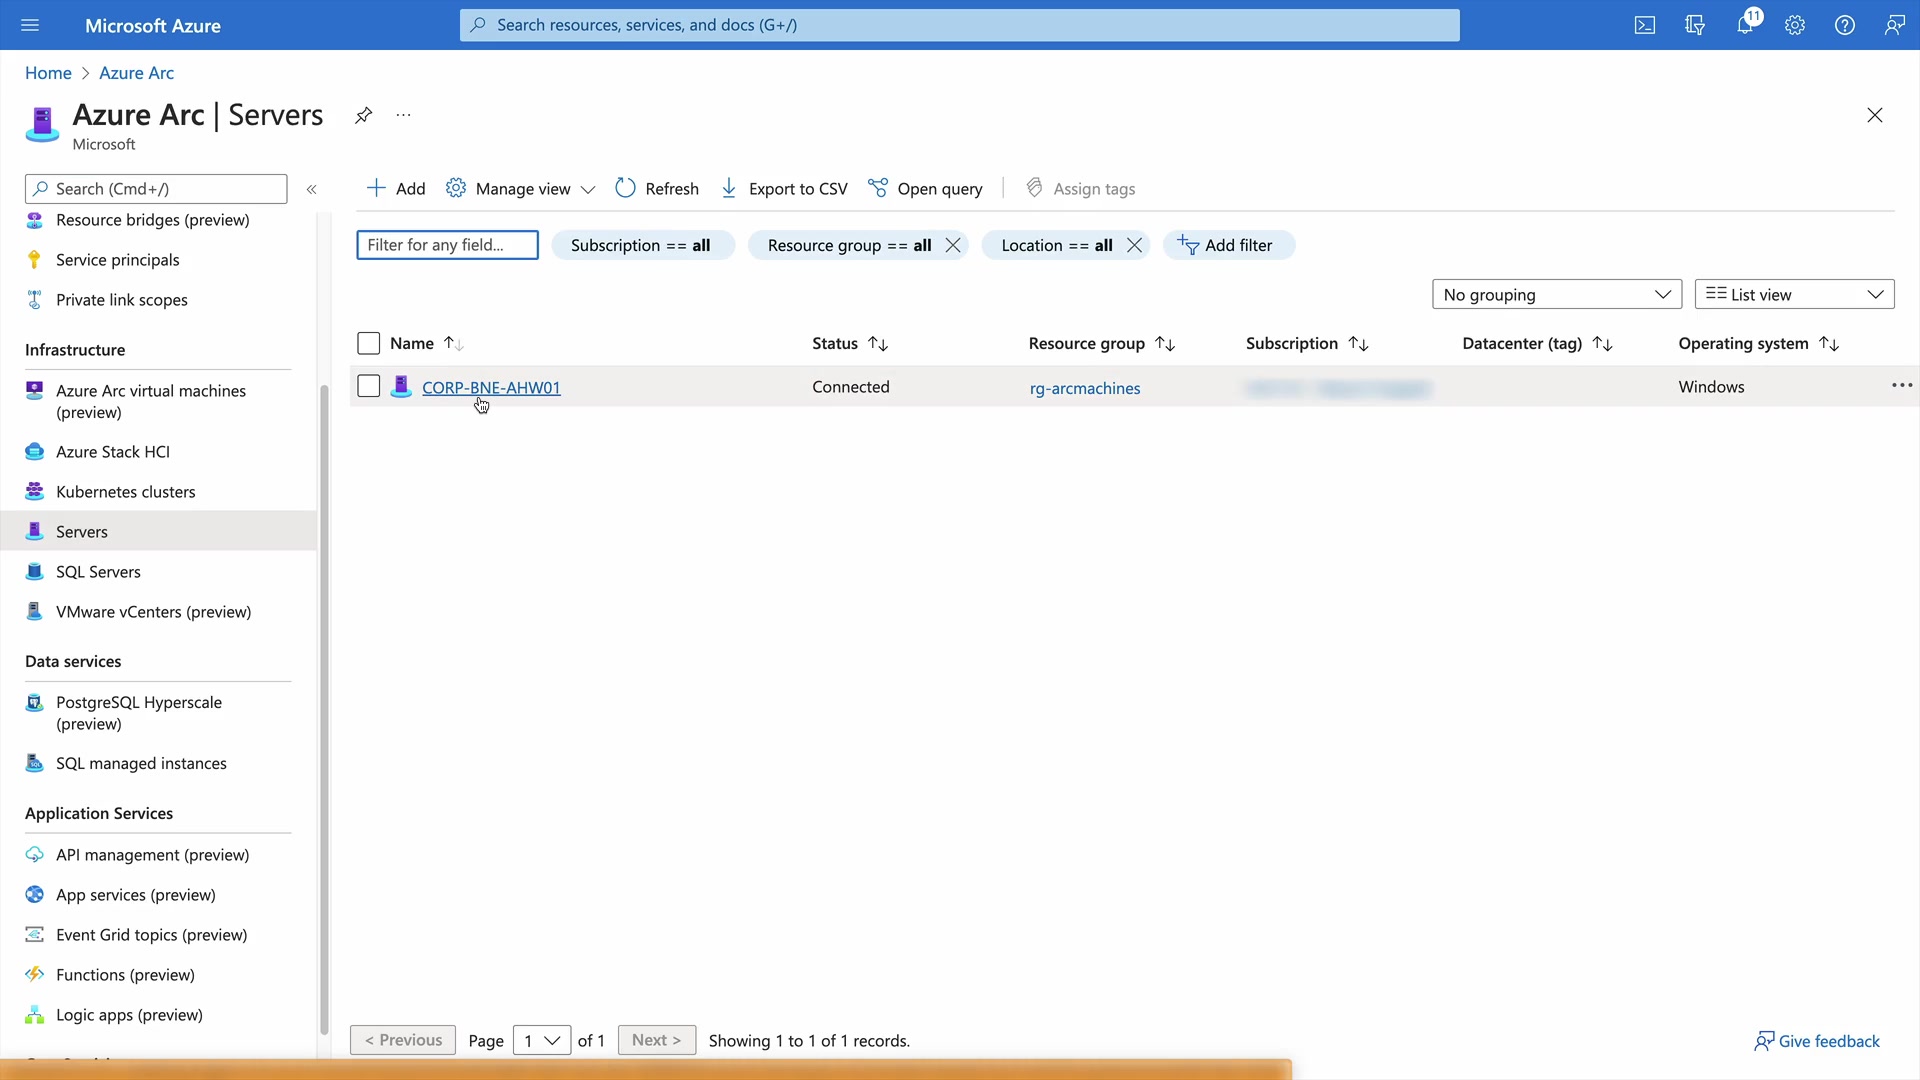 Microsoft Azure
Search resources, services, and docs (G+/)
11
Home > Azure Arc
Azure Arc | Servers
...
Microsoft
Search (Cmd+/)
«
Add
Manage view
Refresh
Export to CSV
Open query
Assign tags
Resource bridges (preview)
Service principals
Private link scopes
Infrastructure
Azure Arc virtual machines
(preview)
Azure Stack HCI
Kubernetes clusters
Servers
SQL Servers
VMware vCenters (preview)
Data services
PostgreSQL Hyperscale
(preview)
SQL managed instances
Application Services
API management (preview)
App services (preview)
Event Grid topics (preview)
Functions (preview)
Logic apps (preview)
Filter for any field...
Subscription == all
Resource group == all
Location == all
Add filter
No grouping
List view
Name
Status
Resource group
Subscription
Datacenter (tag)
Operating system
CORP-BNE-AHW01
Connected
rg-arcmachines
Windows
...
< Previous
Page
1
of 1
Next >
Showing 1 to 1 of 1 records.
Give feedback